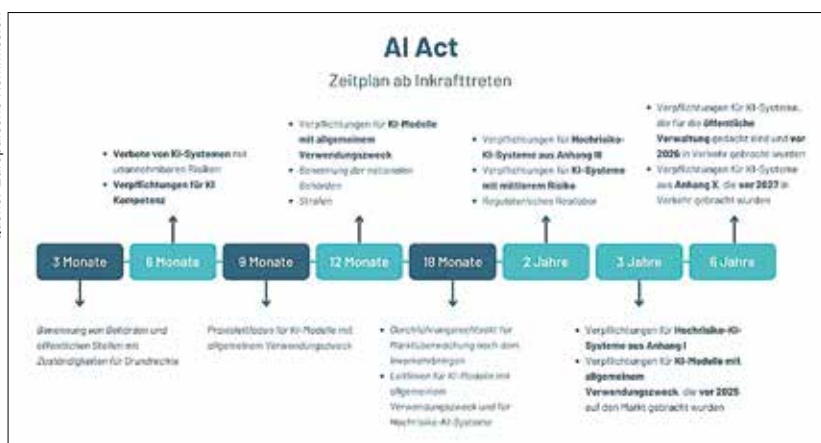 AI Act
Zeitplan ab Inkrafttreten
• Verbote von KI-Systemen mit
unannehmbaren Risiken
• Verpflichtungen für KI
Kompetenz
• Verpflichtungen für KI-Modelle
mit allgemeinem
Verwendungszweck
• Benennung der nationalen
Behörden
• Strafen
• Verpflichtungen für Hochrisiko-
KI-Systeme aus Anhang III
• Verpflichtungen für KI-Systeme
mit mittlerem Risiko
• Regulatorisches Reallabor
• Verpflichtungen für KI-Systeme,
die für die öffentliche
Verwaltung gedacht sind und vor
2026 in Verkehr gebracht wurden
• Verpflichtungen für KI-Systeme
aus Anhang X, die vor 2027 in
Verkehr gebracht wurden
3 Monate
6 Monate
9 Monate
12 Monate
18 Monate
2 Jahre
3 Jahre
6 Jahre
Benennung von Behörden und
öffentlichen Stellen mit
Zuständigkeiten für Grundrechte
Praxisleitfaden für KI-Modelle mit
allgemeinem Verwendungszweck
• Durchführungsrechtsakt für
Marktüberwachung nach dem
Inverkehrbringen
• Leitlinien für KI-Modelle mit
allgemeinem
Verwendungszweck und für
Hochrisiko-AI-Systeme
• Verpflichtungen für Hochrisiko-KI-
Systeme aus Anhang I
• Verpflichtungen für KI-Modelle mit
allgemeinem
Verwendungszweck, die vor 2025
auf den Markt gebracht wurden